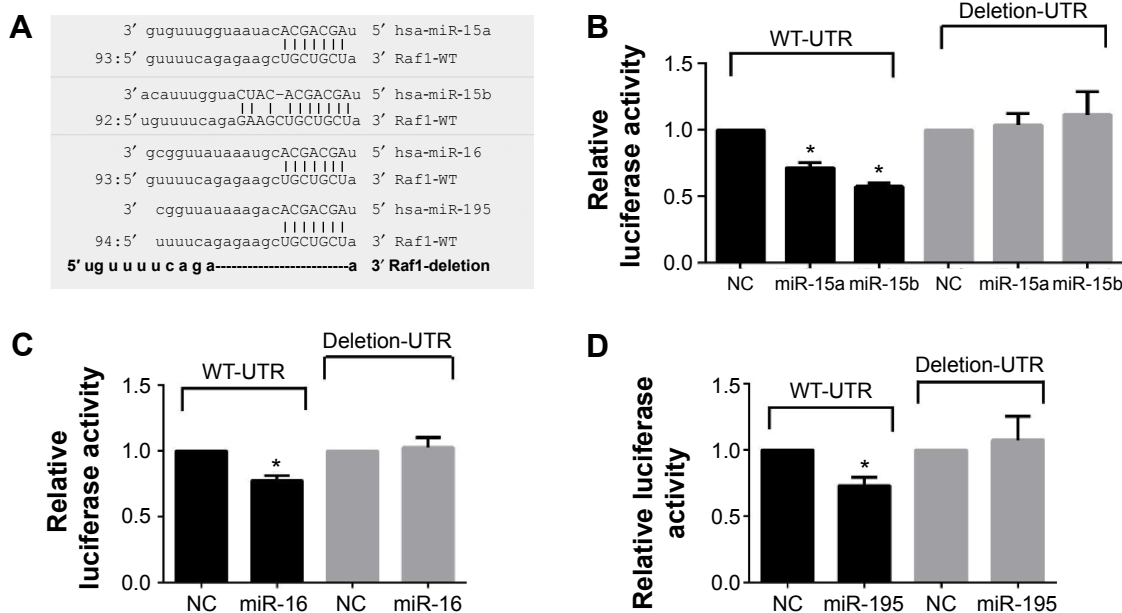 A
3′ guguuugguaauacACGACGAu 5′ hsa-miR-15a
93:5′ guuuucagagaagcUGCUGCUa 3′ Raf1-WT
3′acauuugguaCUAC–ACGACGAu 5′ hsa-miR-15b
92:5′uguuuucagaGAAGCUGCUGCUa 3′ Raf1-WT
3′ gcgguuauaaaugcACGACGAu 5′ hsa-miR-16
93:5′ guuuucagagaagcUGCUGCUa 3′ Raf1-WT
3′ cgguuauaaagacACGACGAu 5′ hsa-miR-195
94:5′ uuuucagagaagcUGCUGCUa 3′ Raf1-WT
5′ uguuuucaga-------------------------a 3′ Raf1-deletion
B
Deletion-UTR
WT-UTR
Relative
luciferase activity
1.5
1.0
0.5
0.0
*
*
NC miR-15a miR-15b NC miR-15a miR-15b
C
Deletion-UTR
WT-UTR
Relative
luciferase activity
1.5
1.0
0.5
0.0
*
NC miR-16 NC miR-16
D
Deletion-UTR
WT-UTR
Relative luciferase
activity
1.5
1.0
0.5
0.0
*
NC miR-195 NC miR-195